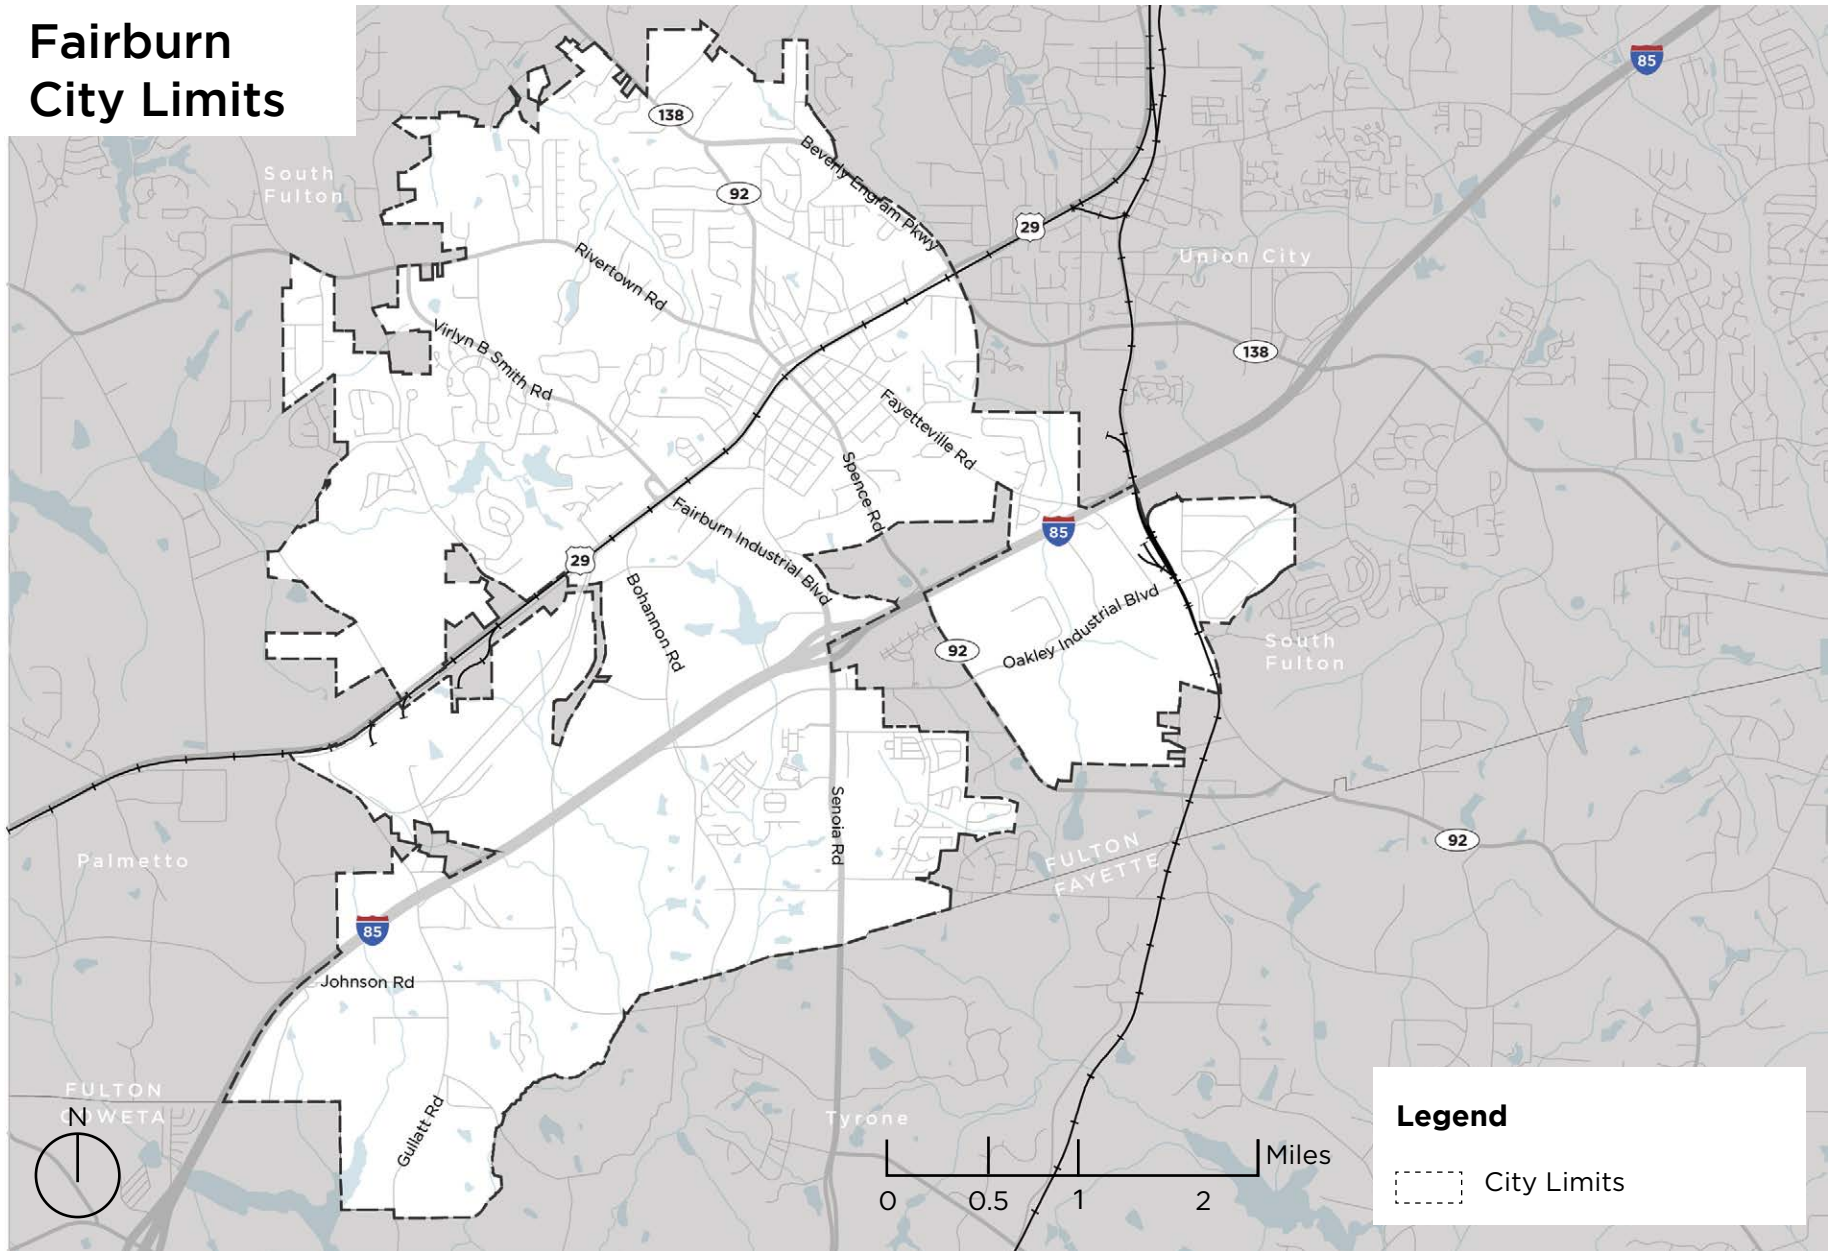 Fairburn
City Limits
85
138
South
Fulton
Beverly Engram Pkwy
92
29
Union City
Rivertown Rd
Virlyn B Smith Rd
138
Fayetteville Rd
Spence Rd
Fairburn Industrial Blvd
85
29
Bohannon Rd
Oakley Industrial Blvd
92
South
Fulton
Senoia Rd
Palmetto
FULTON
FAYETTE
92
85
Johnson Rd
FULTON
COWETA
N
Gullatt Rd
Tyrone
Miles
0 0.5 1 2
Legend
City Limits